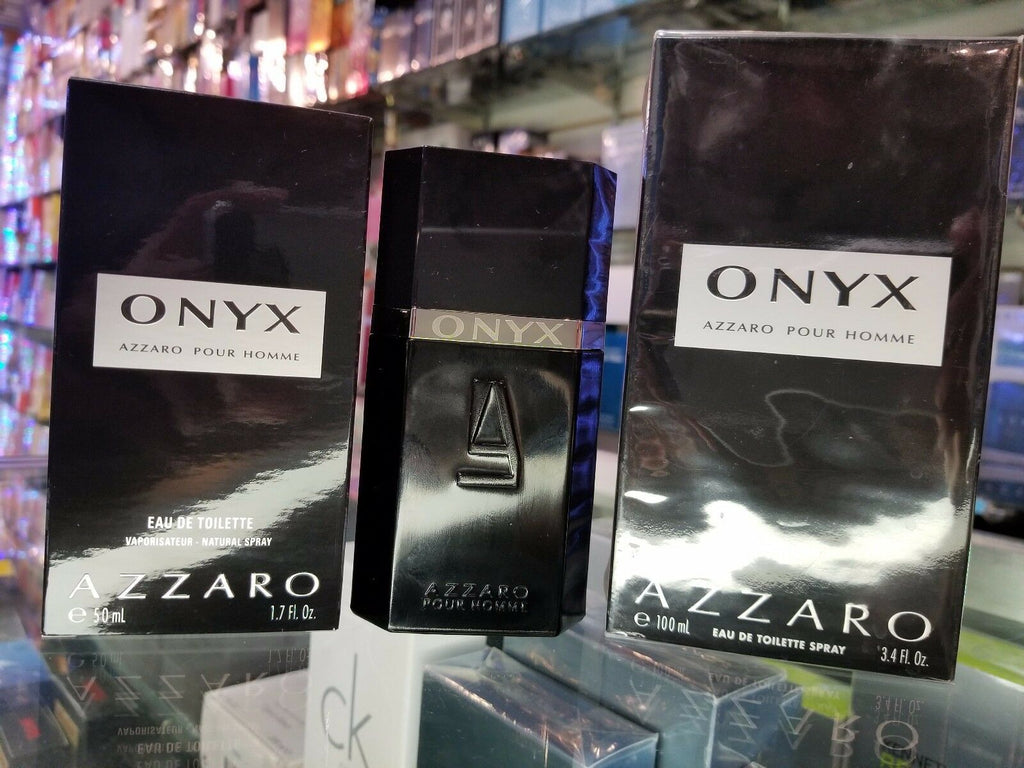 ONYX
AZZARO POUR HOMME
EAU DE TOILETTE
VAPORISATEUR - NATURAL SPRAY
AZZARO
e 50 mL 1.7 Fl. Oz.
ONYX
AZZARO
POUR HOMME
ONYX
AZZARO POUR HOMME
AZZARO
e 100 mL EAU DE TOILETTE SPRAY 3.4 Fl. Oz.
ck